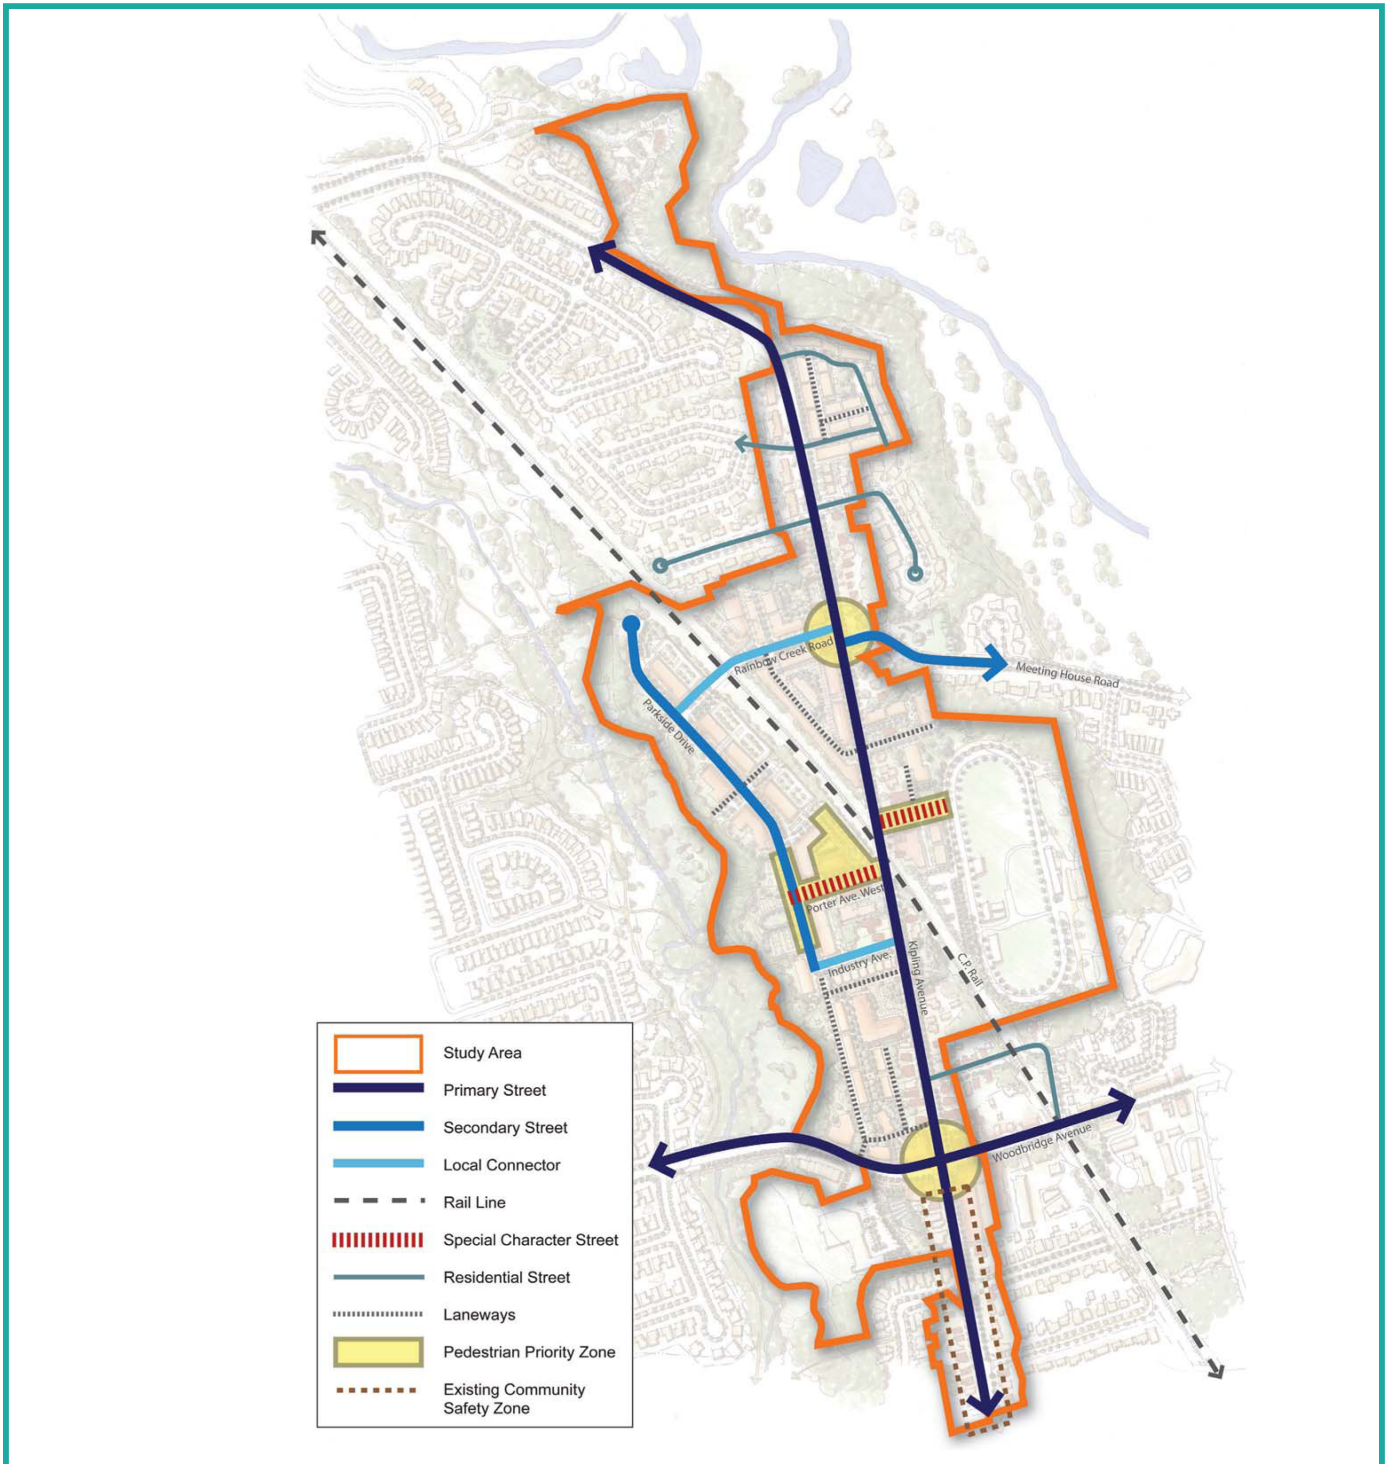 Rainbow Creek Road
Meeting House Road
Parkside Drive
Porter Ave. West
Industry Ave.
Kipling Avenue
C.P. Rail
Woodbridge Avenue
Study Area
Primary Street
Secondary Street
Local Connector
Rail Line
Special Character Street
Residential Street
Laneways
Pedestrian Priority Zone
Existing Community
Safety Zone